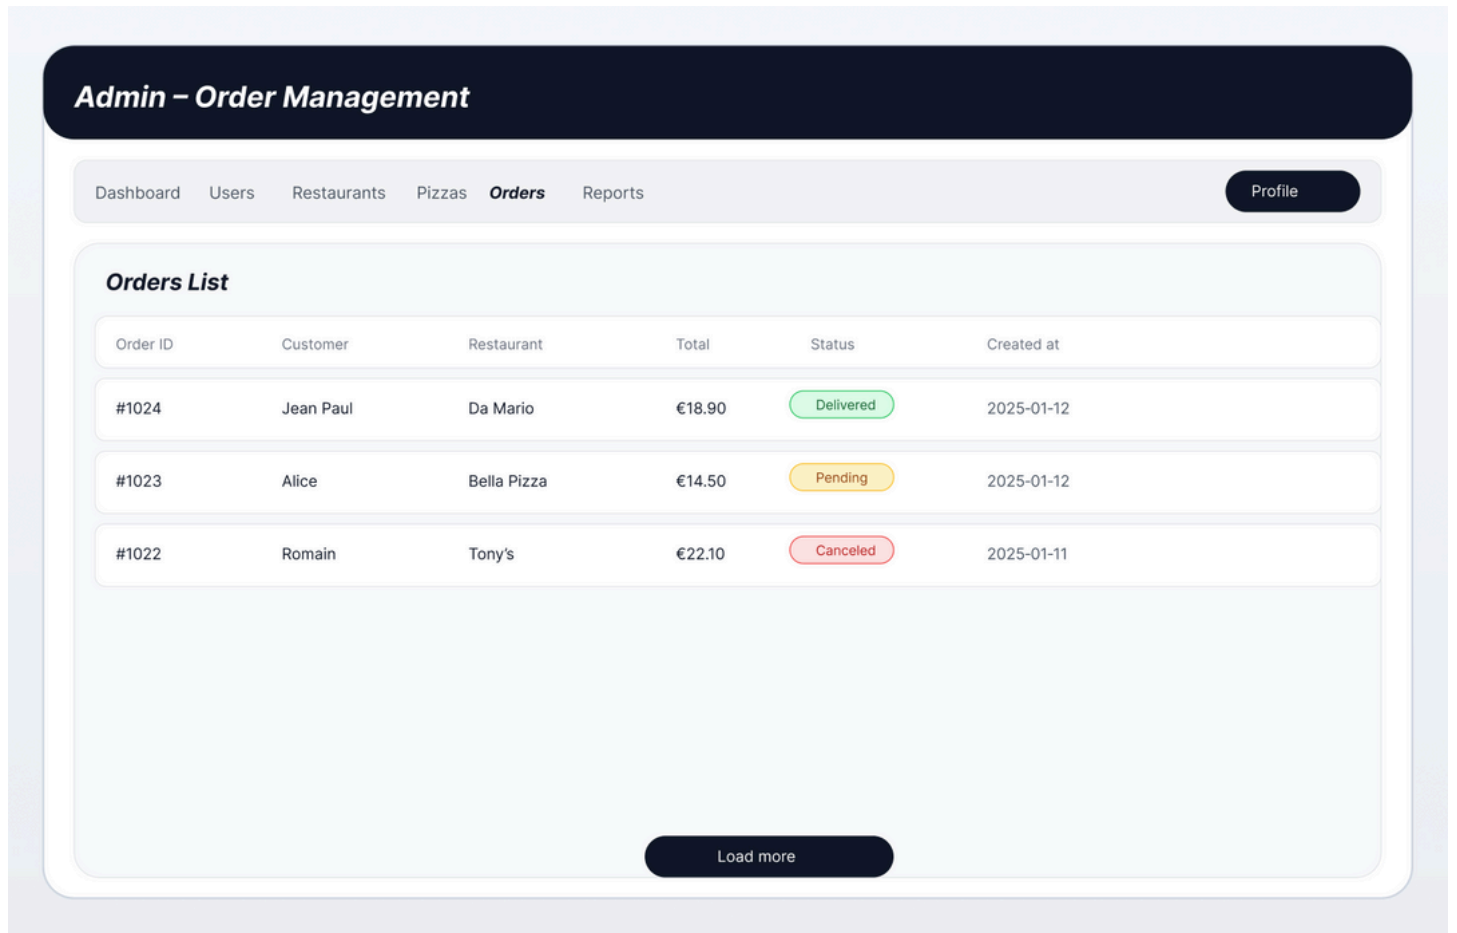 Admin – Order Management
Dashboard Users Restaurants Pizzas Orders Reports Profile
Orders List
Order ID Customer Restaurant Total Status Created at
#1024 Jean Paul Da Mario €18.90 Delivered 2025-01-12
#1023 Alice Bella Pizza €14.50 Pending 2025-01-12
#1022 Romain Tony’s €22.10 Canceled 2025-01-11
Load more